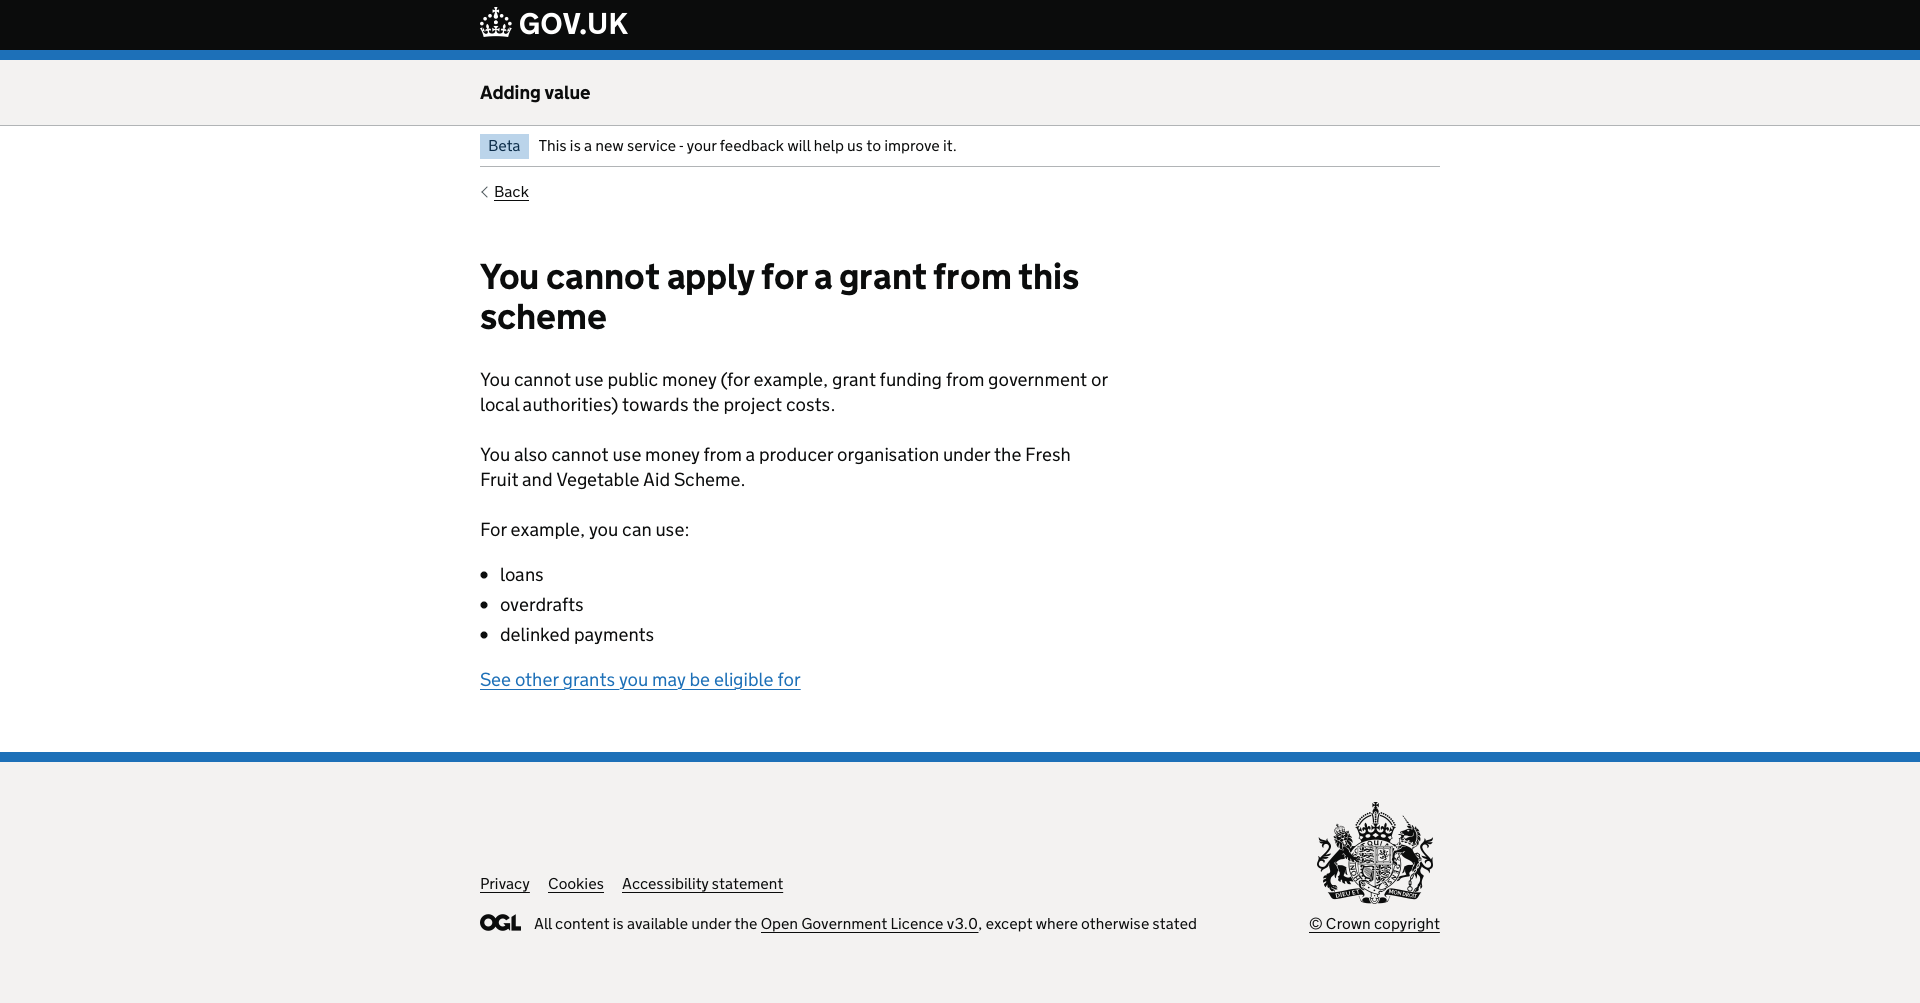 GOV.UK
Adding value
Beta This is a new service - your feedback will help us to improve it.
Back
You cannot apply for a grant from this
scheme
You cannot use public money (for example, grant funding from government or
local authorities) towards the project costs.
You also cannot use money from a producer organisation under the Fresh
Fruit and Vegetable Aid Scheme.
For example, you can use:
loans
overdrafts
delinked payments
See other grants you may be eligible for
Privacy Cookies Accessibility statement
OGL All content is available under the Open Government Licence v3.0, except where otherwise stated
© Crown copyright